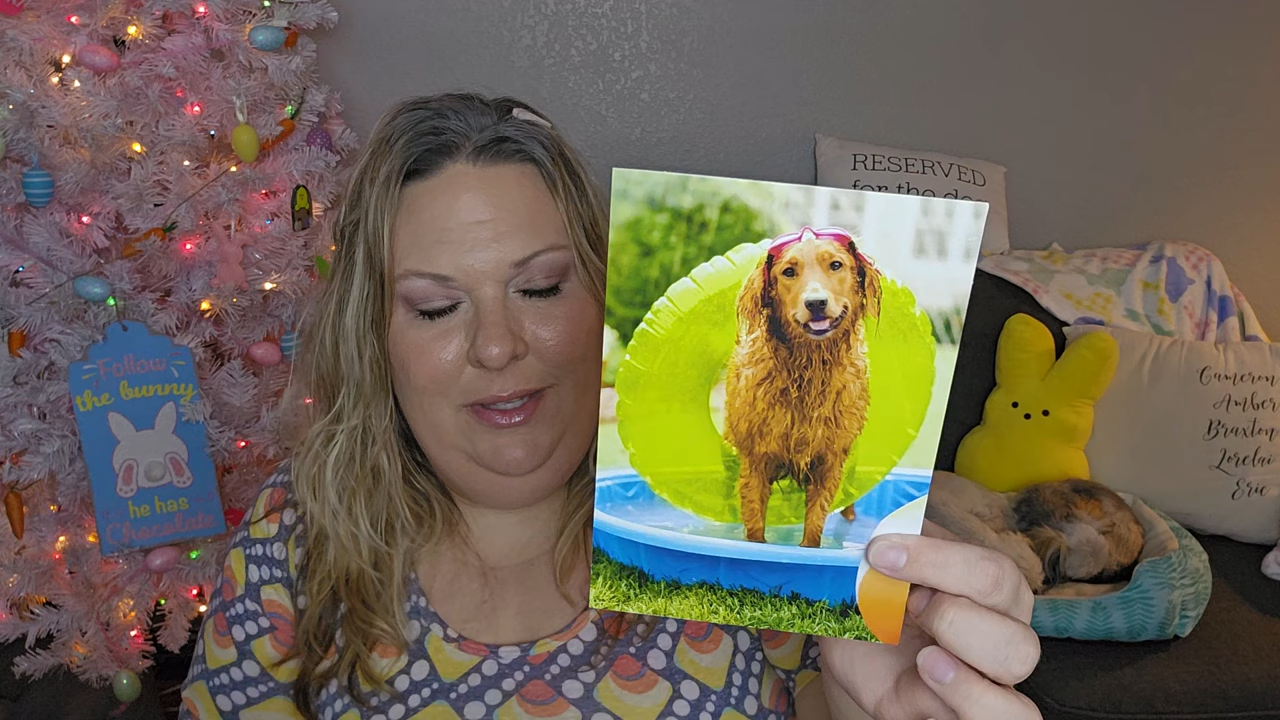 Follow
the bunny
he has
Chocolate
RESERVED
for the
Cameron
Amber
Braxton
Lorelai
Eric